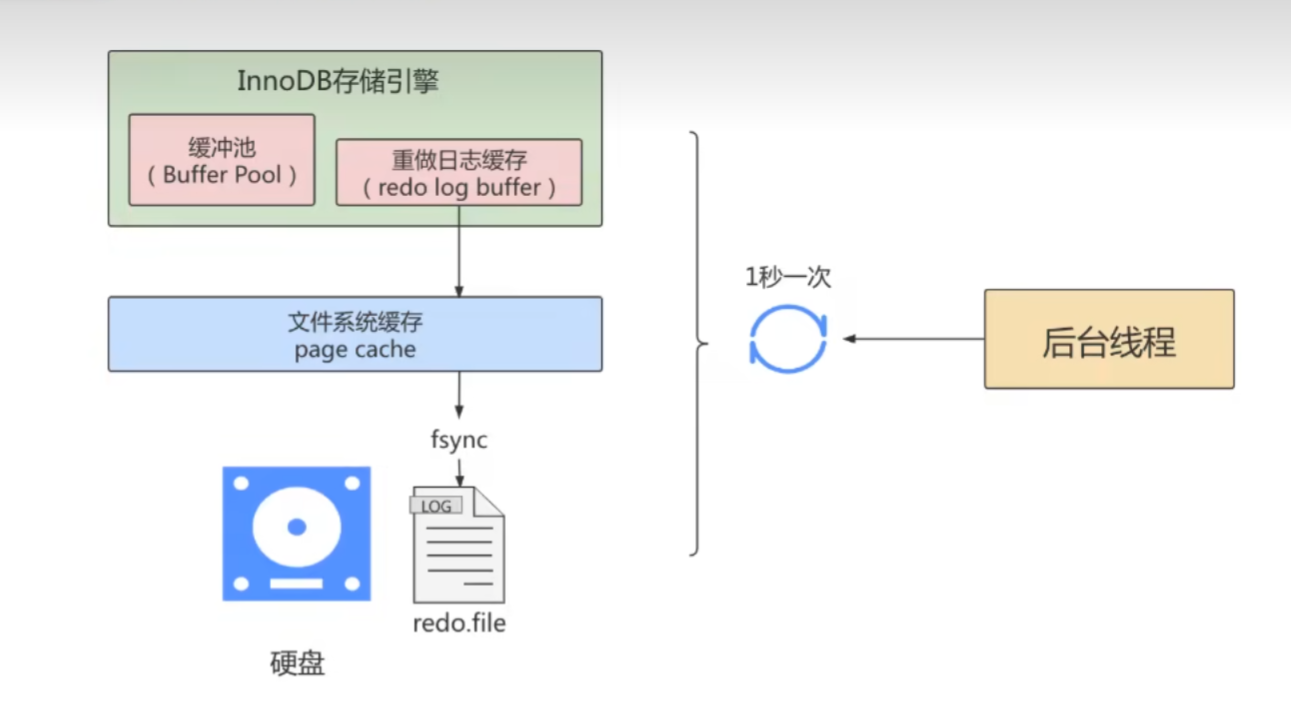 InnoDB存储引擎
缓冲池
（ Buffer Pool ）
重做日志缓存
（ redo log buffer ）
文件系统缓存
page cache
fsync
LOG
redo.file
硬盘
1秒一次
后台线程